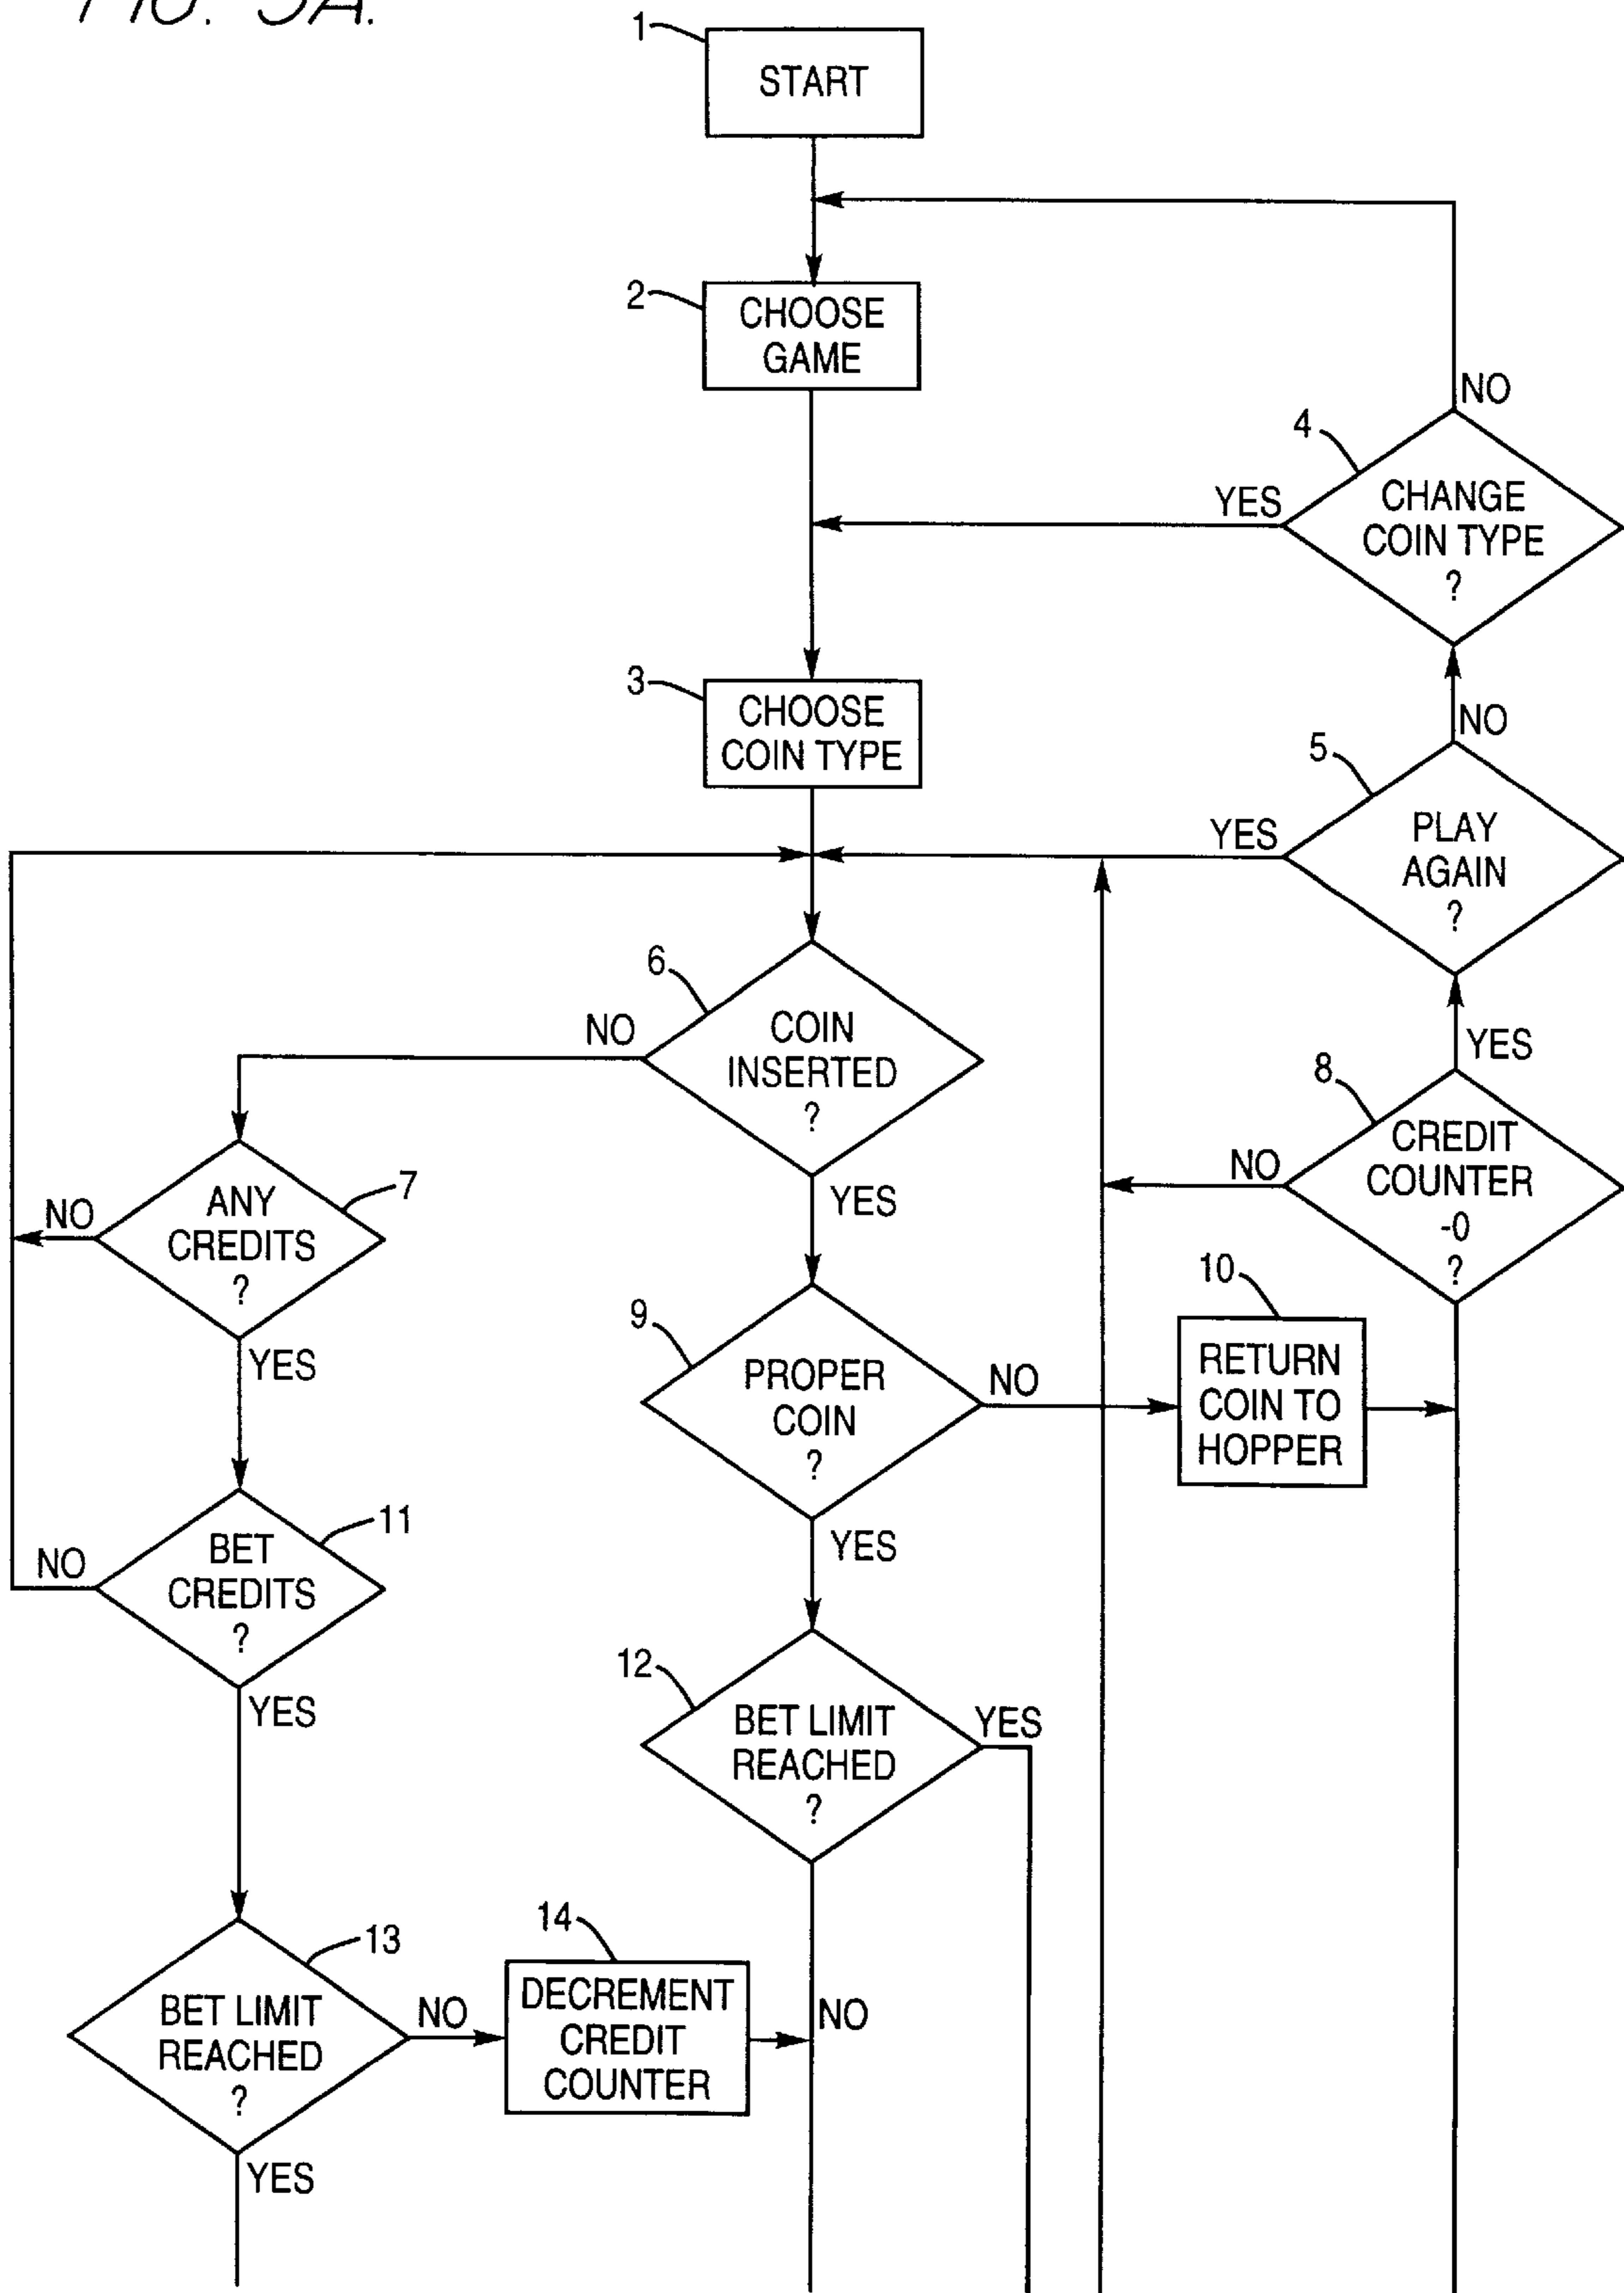 FIG. 5A.
1
START
2
CHOOSE
GAME
NO
4
CHANGE
COIN TYPE
?
YES
3
CHOOSE
COIN TYPE
NO
5
PLAY
AGAIN
?
YES
6
COIN
INSERTED
?
NO
YES
YES
8
CREDIT
COUNTER
-0
?
NO
7
ANY
CREDITS
?
NO
YES
9
PROPER
COIN
?
NO
YES
10
RETURN
COIN TO
HOPPER
11
BET
CREDITS
?
NO
YES
12
BET LIMIT
REACHED
?
YES
NO
13
BET LIMIT
REACHED
?
NO
YES
14
DECREMENT
CREDIT
COUNTER